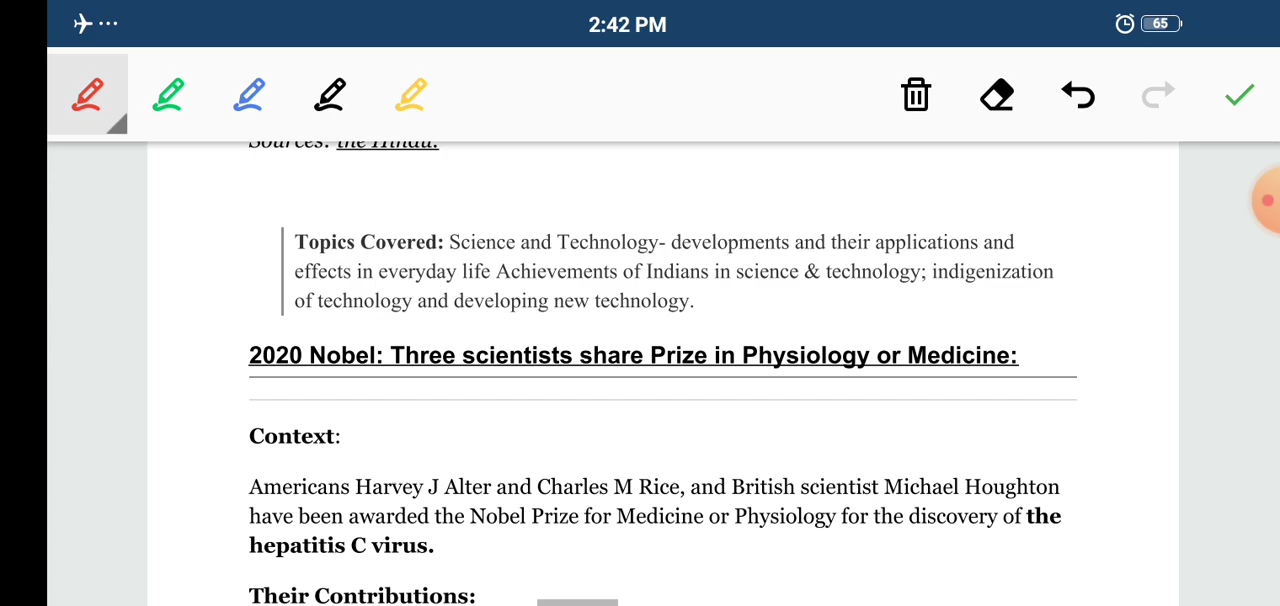 2:42 PM
65
Sources: the Hindu.
Topics Covered: Science and Technology- developments and their applications and
effects in everyday life Achievements of Indians in science & technology; indigenization
of technology and developing new technology.
2020 Nobel: Three scientists share Prize in Physiology or Medicine:
Context:
Americans Harvey J Alter and Charles M Rice, and British scientist Michael Houghton
have been awarded the Nobel Prize for Medicine or Physiology for the discovery of the
hepatitis C virus.
Their Contributions: